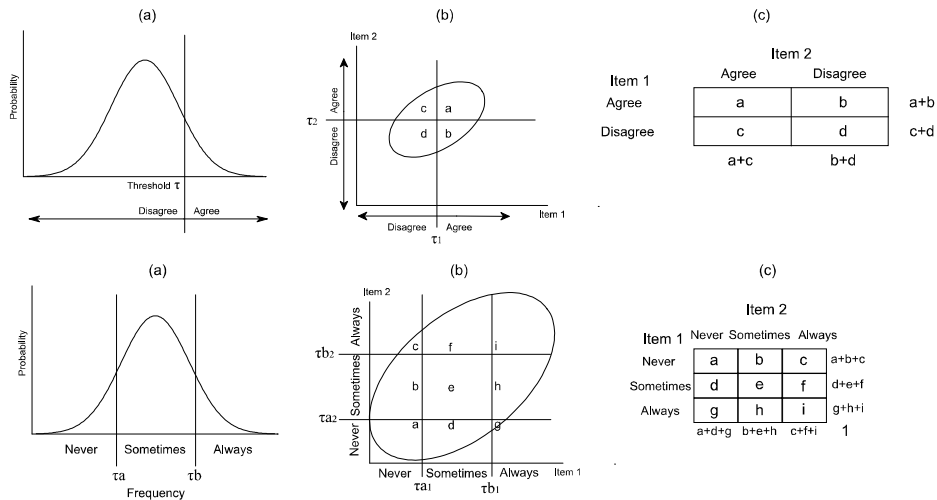 (a)
Probability
Threshold τ
Disagree Agree
(b)
Item 2
Agree
Disagree
τ2
c a
d b
Item 1
Disagree Agree
τ1
(c)
Item 2
Item 1 Agree Disagree
Agree a b a+b
Disagree c d c+d
a+c b+d
(a)
Probability
Never Sometimes Always
τa τb
Frequency
(b)
Item 2
Always
Sometimes
Never
τb2
τa2
c f i
b e h
a d g
Item 1
Never Sometimes Always
τa1 τb1
(c)
Item 2
Item 1 Never Sometimes Always
Never a b c a+b+c
Sometimes d e f d+e+f
Always g h i g+h+i
a+d+g b+e+h c+f+i 1